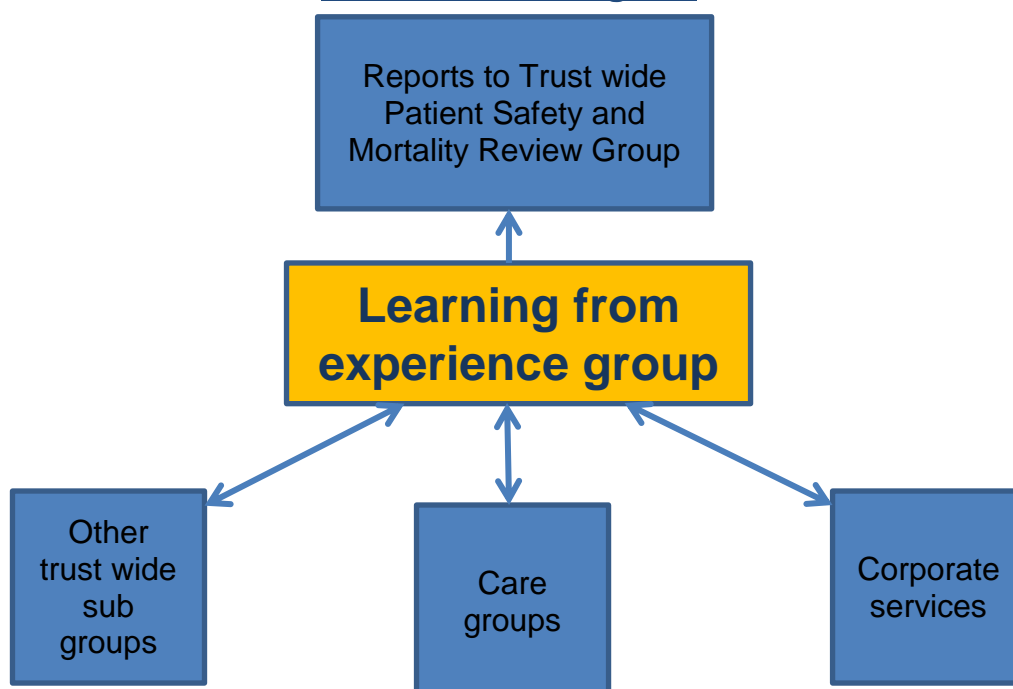 Reports to Trust wide
Patient Safety and
Mortality Review Group
Learning from
experience group
Other
trust wide
sub
groups
Care
groups
Corporate
services